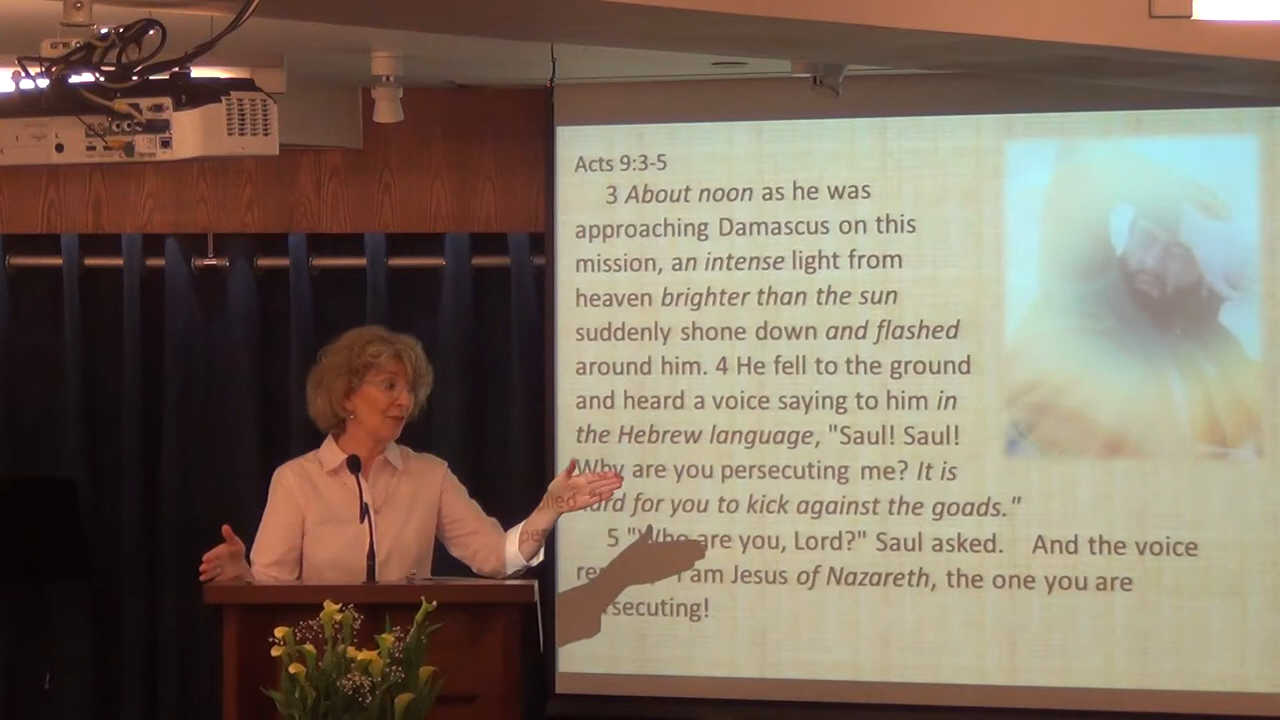 Acts 9:3-5
3 About noon as he was
approaching Damascus on this
mission, an intense light from
heaven brighter than the sun
suddenly shone down and flashed
around him. 4 He fell to the ground
and heard a voice saying to him in
the Hebrew language, "Saul! Saul!
Why are you persecuting me? It is
for you to kick against the goads."
5 "Who are you, Lord?" Saul asked. And the voice
am Jesus of Nazareth, the one you are